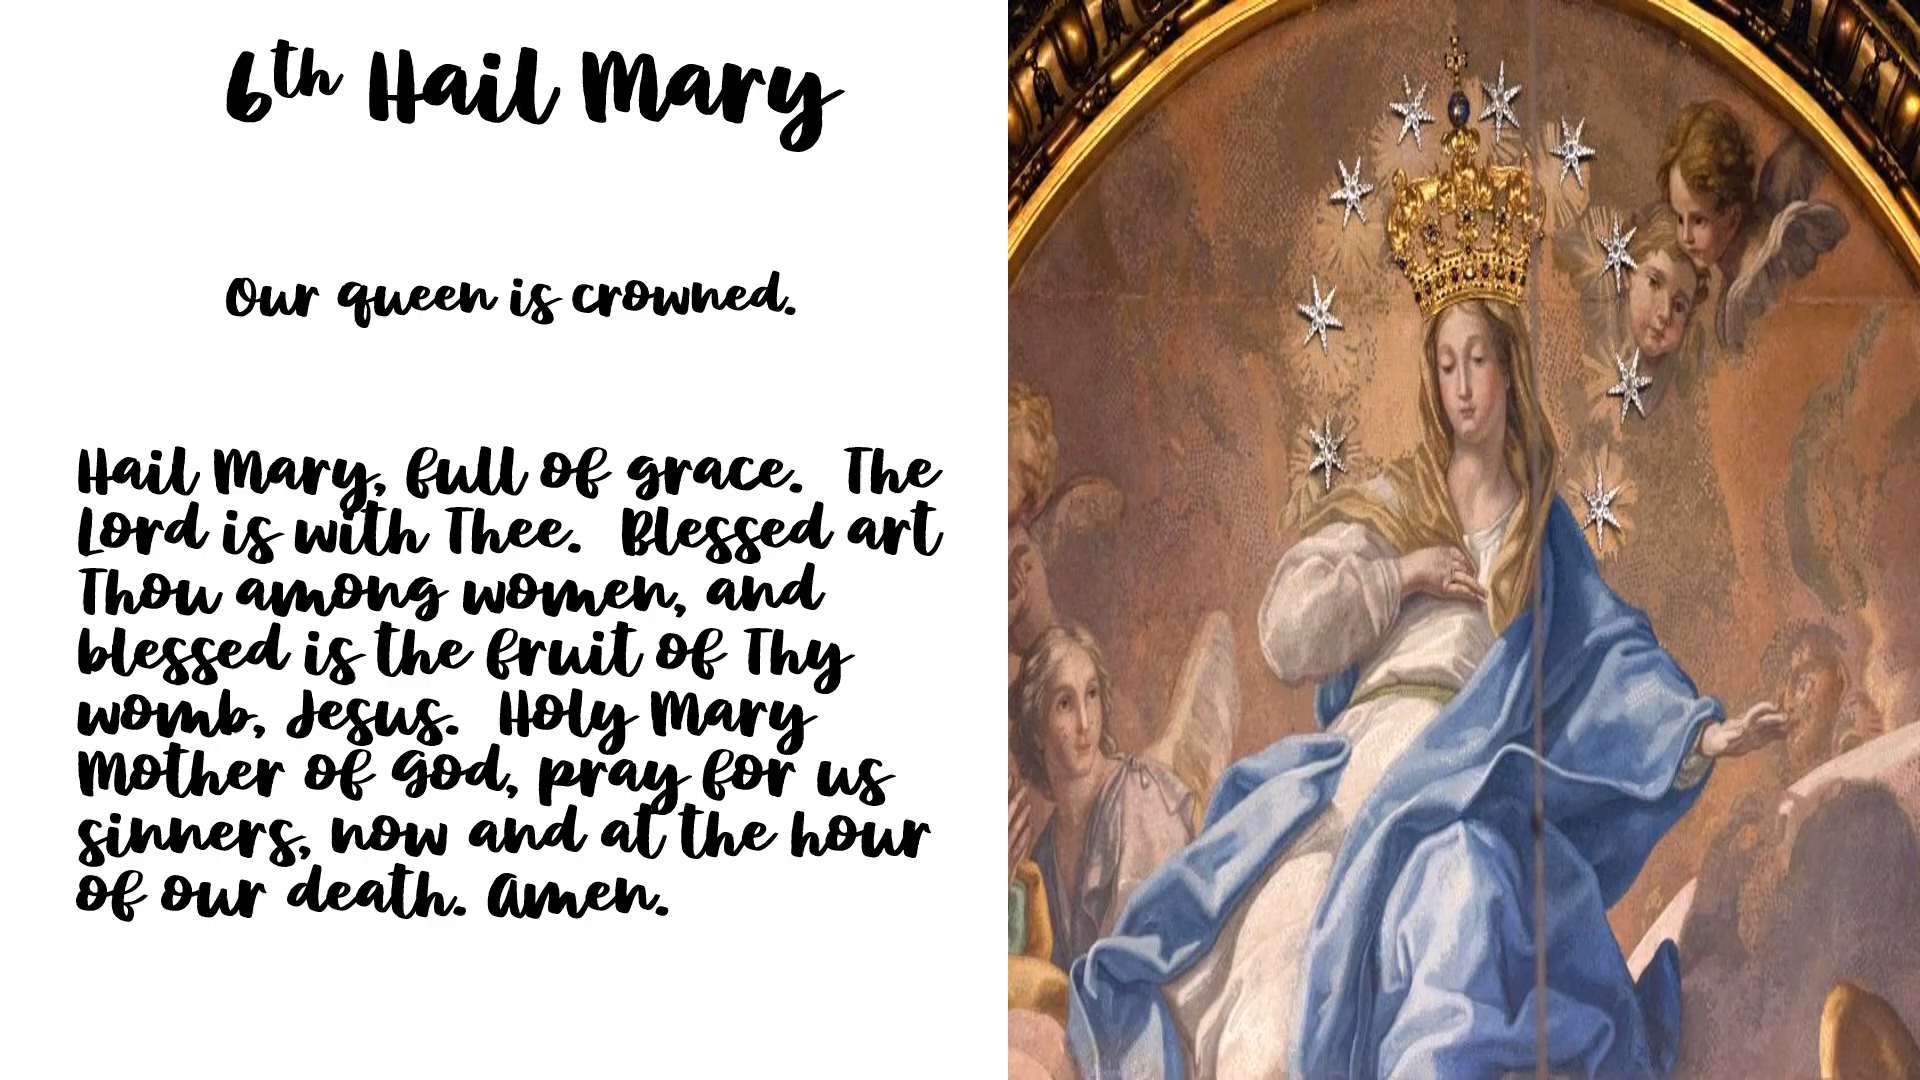 6th Hail Mary
Our queen is crowned.
Hail Mary, full of grace. The
Lord is with Thee. Blessed art
Thou among women, and
blessed is the fruit of Thy
womb, Jesus. Holy Mary
Mother of God, pray for us
sinners, now and at the hour
of our death. Amen.